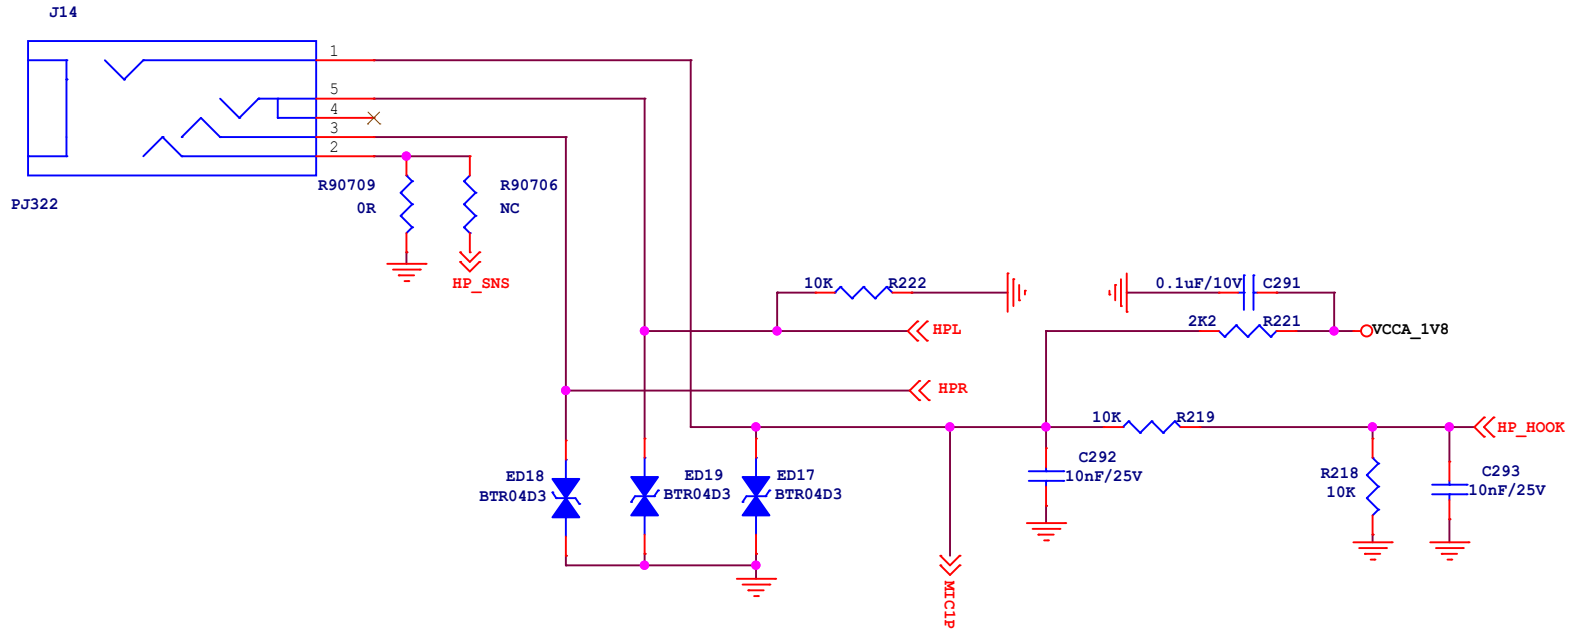 J14
1
5
4
3
2
PJ322
R90709
0R
R90706
NC
HP_SNS
10K
R222
0.1uF/10V
C291
2K2
R221
VCCA_1V8
HPL
HPR
10K
R219
HP_HOOK
ED18
BTR04D3
ED19
BTR04D3
ED17
BTR04D3
C292
10nF/25V
R218
10K
C293
10nF/25V
MIC1P